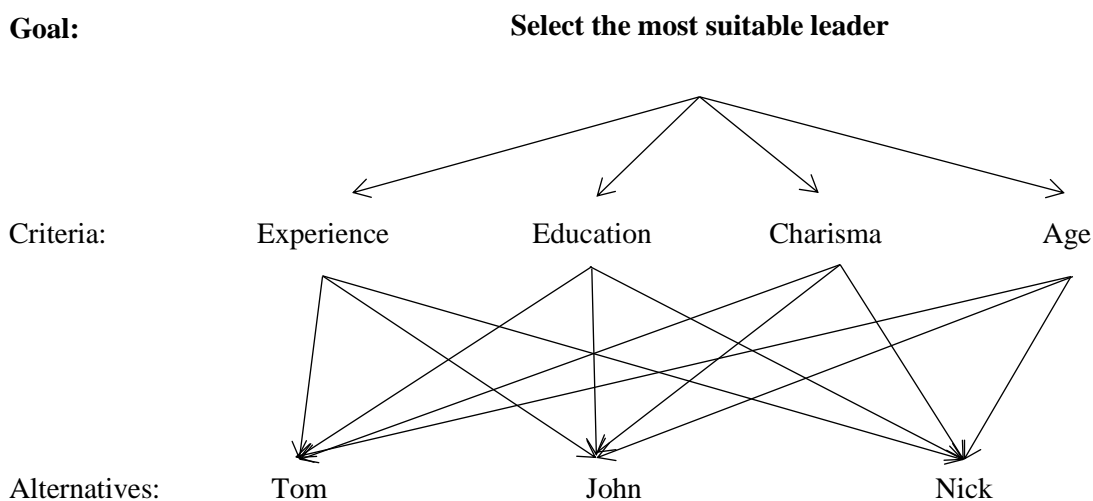 Goal: Select the most suitable leader
Criteria: Experience Education Charisma Age
Alternatives: Tom John Nick